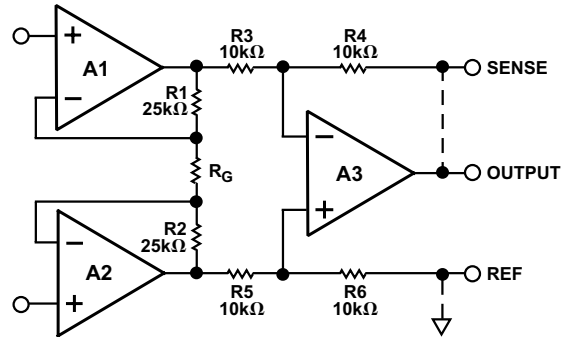 R3
10kΩ
R4
10kΩ
+
A1
−
SENSE
R1
25kΩ
−
A3
+
OUTPUT
RG
−
A2
+
R2
25kΩ
REF
R5
10kΩ
R6
10kΩ